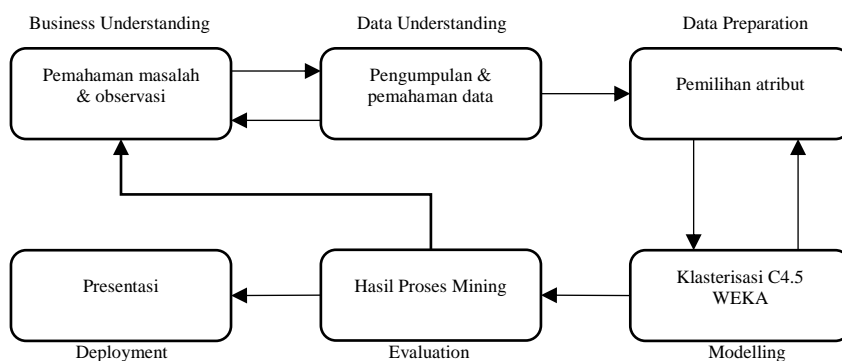 Business Understanding
Data Understanding
Data Preparation
Pemahaman masalah
& observasi
Pengumpulan &
pemahaman data
Pemilihan atribut
Presentasi
Hasil Proses Mining
Klasterisasi C4.5
WEKA
Deployment
Evaluation
Modelling